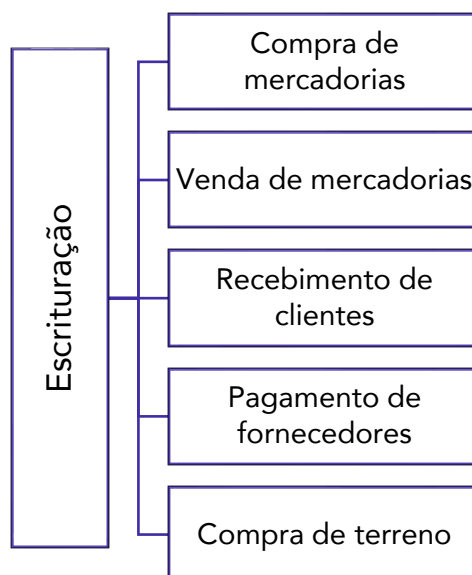 Escrituração
Compra de
mercadorias
Venda de mercadorias
Recebimento de
clientes
Pagamento de
fornecedores
Compra de terreno